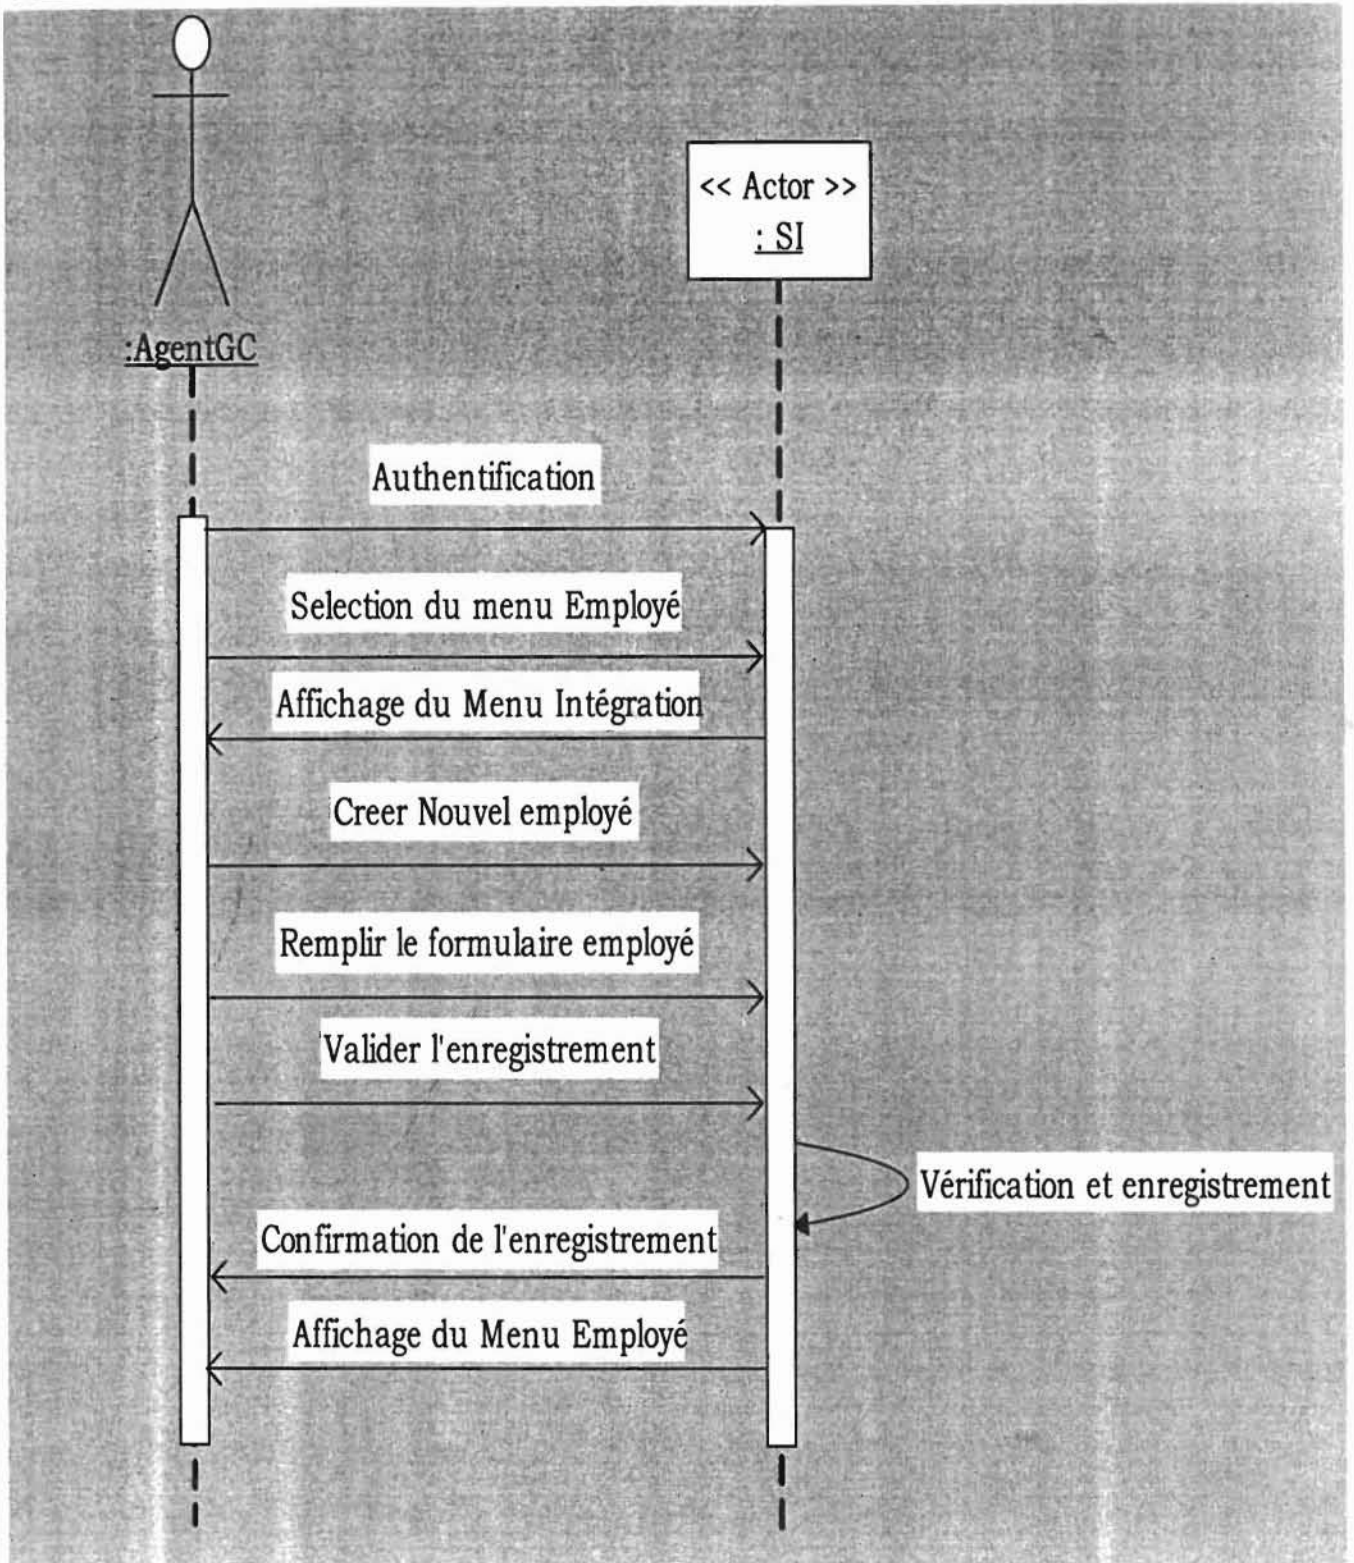 << Actor >>
: SI
:AgentGC
Authentification
Selection du menu Employé
Affichage du Menu Intégration
Creer Nouvel employé
Remplir le formulaire employé
Valider l'enregistrement
Vérification et enregistrement
Confirmation de l'enregistrement
Affichage du Menu Employé